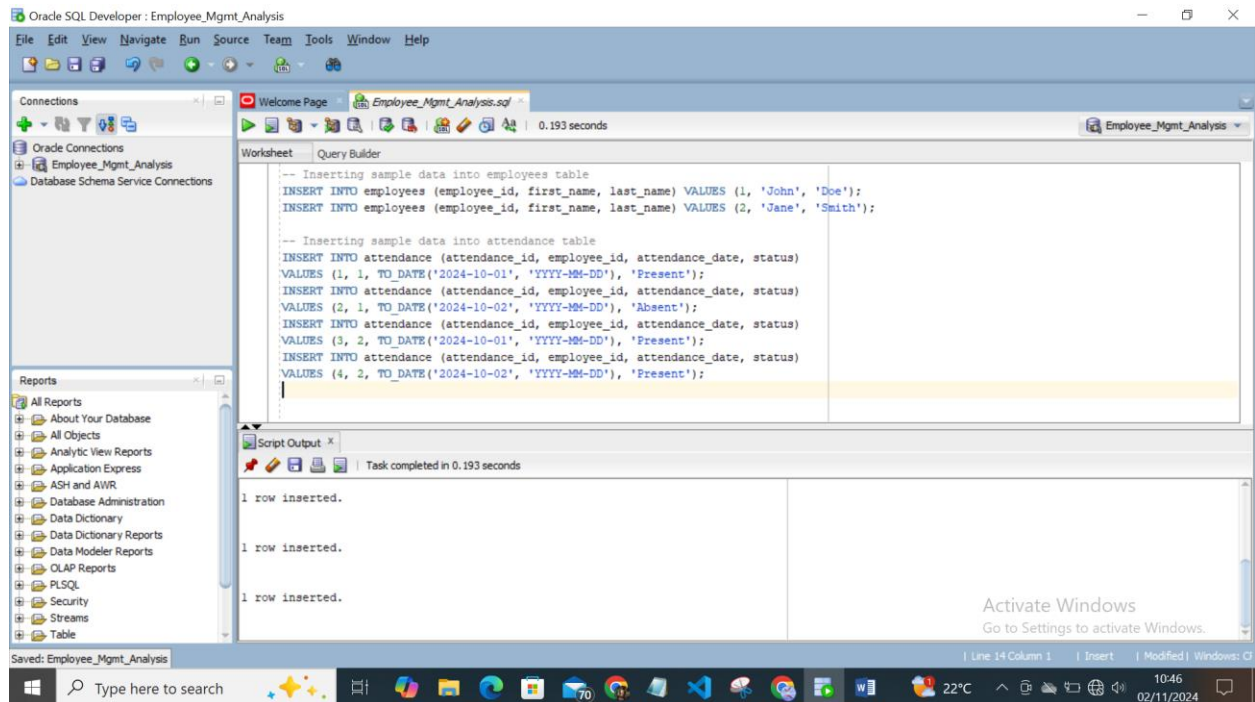 Oracle SQL Developer : Employee_Mgmt_Analysis
File Edit View Navigate Run Source Team Tools Window Help
Connections
Oracle Connections
Employee_Mgmt_Analysis
Database Schema Service Connections
Reports
All Reports
About Your Database
All Objects
Analytic View Reports
Application Express
ASH and AWR
Database Administration
Data Dictionary
Data Dictionary Reports
Data Modeler Reports
OLAP Reports
PLSQL
Security
Streams
Table
Welcome Page Employee_Mgmt_Analysis.sql
0.193 seconds Employee_Mgmt_Analysis
Worksheet Query Builder
-- Inserting sample data into employees table
INSERT INTO employees (employee_id, first_name, last_name) VALUES (1, 'John', 'Doe');
INSERT INTO employees (employee_id, first_name, last_name) VALUES (2, 'Jane', 'Smith');
-- Inserting sample data into attendance table
INSERT INTO attendance (attendance_id, employee_id, attendance_date, status)
VALUES (1, 1, TO_DATE('2024-10-01', 'YYYY-MM-DD'), 'Present');
INSERT INTO attendance (attendance_id, employee_id, attendance_date, status)
VALUES (2, 1, TO_DATE('2024-10-02', 'YYYY-MM-DD'), 'Absent');
INSERT INTO attendance (attendance_id, employee_id, attendance_date, status)
VALUES (3, 2, TO_DATE('2024-10-01', 'YYYY-MM-DD'), 'Present');
INSERT INTO attendance (attendance_id, employee_id, attendance_date, status)
VALUES (4, 2, TO_DATE('2024-10-02', 'YYYY-MM-DD'), 'Present');
Script Output
Task completed in 0.193 seconds
1 row inserted.
1 row inserted.
1 row inserted.
Activate Windows
Go to Settings to activate Windows.
Saved: Employee_Mgmt_Analysis
Line 14 Column 1 Insert Modified Windows: C
Type here to search
70
22°C
10:46
02/11/2024